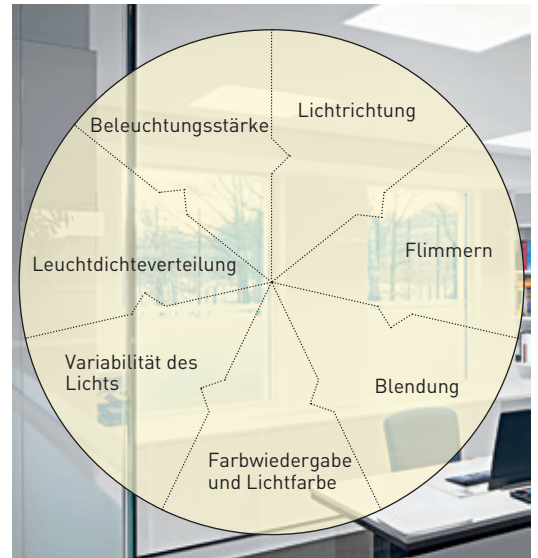 Lichtrichtung
Beleuchtungsstärke
Flimmern
Leuchtdichteverteilung
Variabilität des
Lichts
Blendung
Farbwiedergabe
und Lichtfarbe